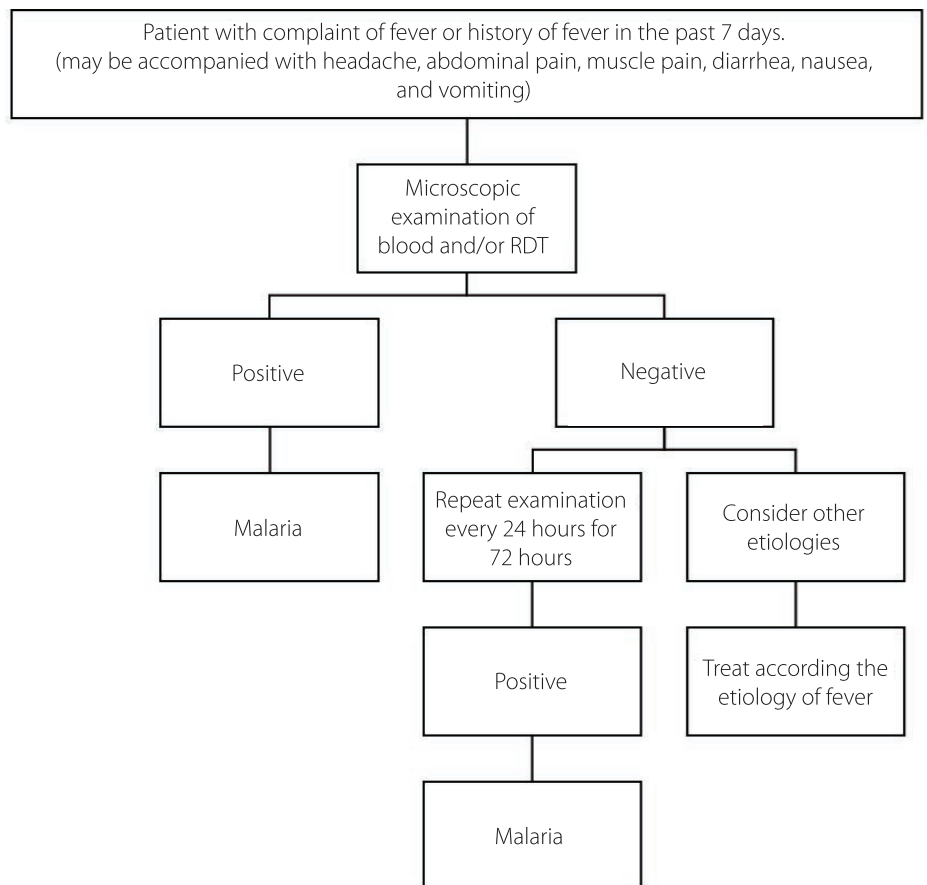 Patient with complaint of fever or history of fever in the past 7 days.
(may be accompanied with headache, abdominal pain, muscle pain, diarrhea, nausea,
and vomiting)
Microscopic
examination of
blood and/or RDT
Positive
Negative
Malaria
Repeat examination
every 24 hours for
72 hours
Consider other
etiologies
Positive
Treat according the
etiology of fever
Malaria